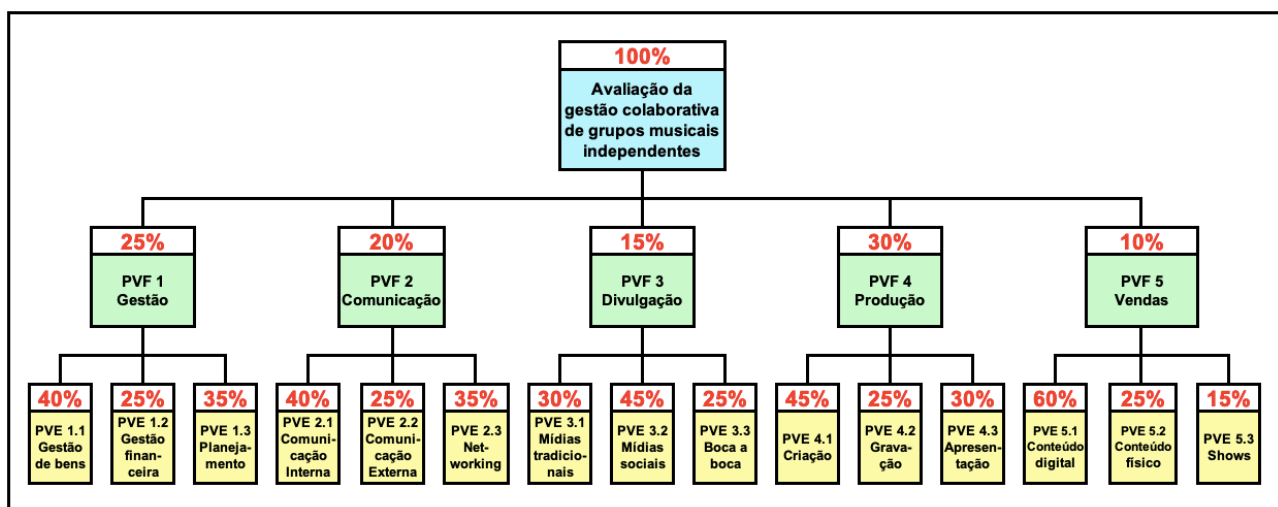 100%
Avaliação da
gestão colaborativa
de grupos musicais
independentes
25%
PVF 1
Gestão
20%
PVF 2
Comunicação
15%
PVF 3
Divulgação
30%
PVF 4
Produção
10%
PVF 5
Vendas
40%
PVE 1.1
Gestão
de bens
25%
PVE 1.2
Gestão
finan-
ceira
35%
PVE 1.3
Planeja-
mento
40%
PVE 2.1
Comuni-
cação
Interna
25%
PVE 2.2
Comu-
nicação
Externa
35%
PVE 2.3
Net-
working
30%
PVE 3.1
Mídias
tradicio-
nais
45%
PVE 3.2
Mídias
sociais
25%
PVE 3.3
Boca a
boca
45%
PVE 4.1
Criação
25%
PVE 4.2
Grava-
ção
30%
PVE 4.3
Apresen-
tação
60%
PVE 5.1
Conteúdo
digital
25%
PVE 5.2
Conteúdo
físico
15%
PVE 5.3
Shows